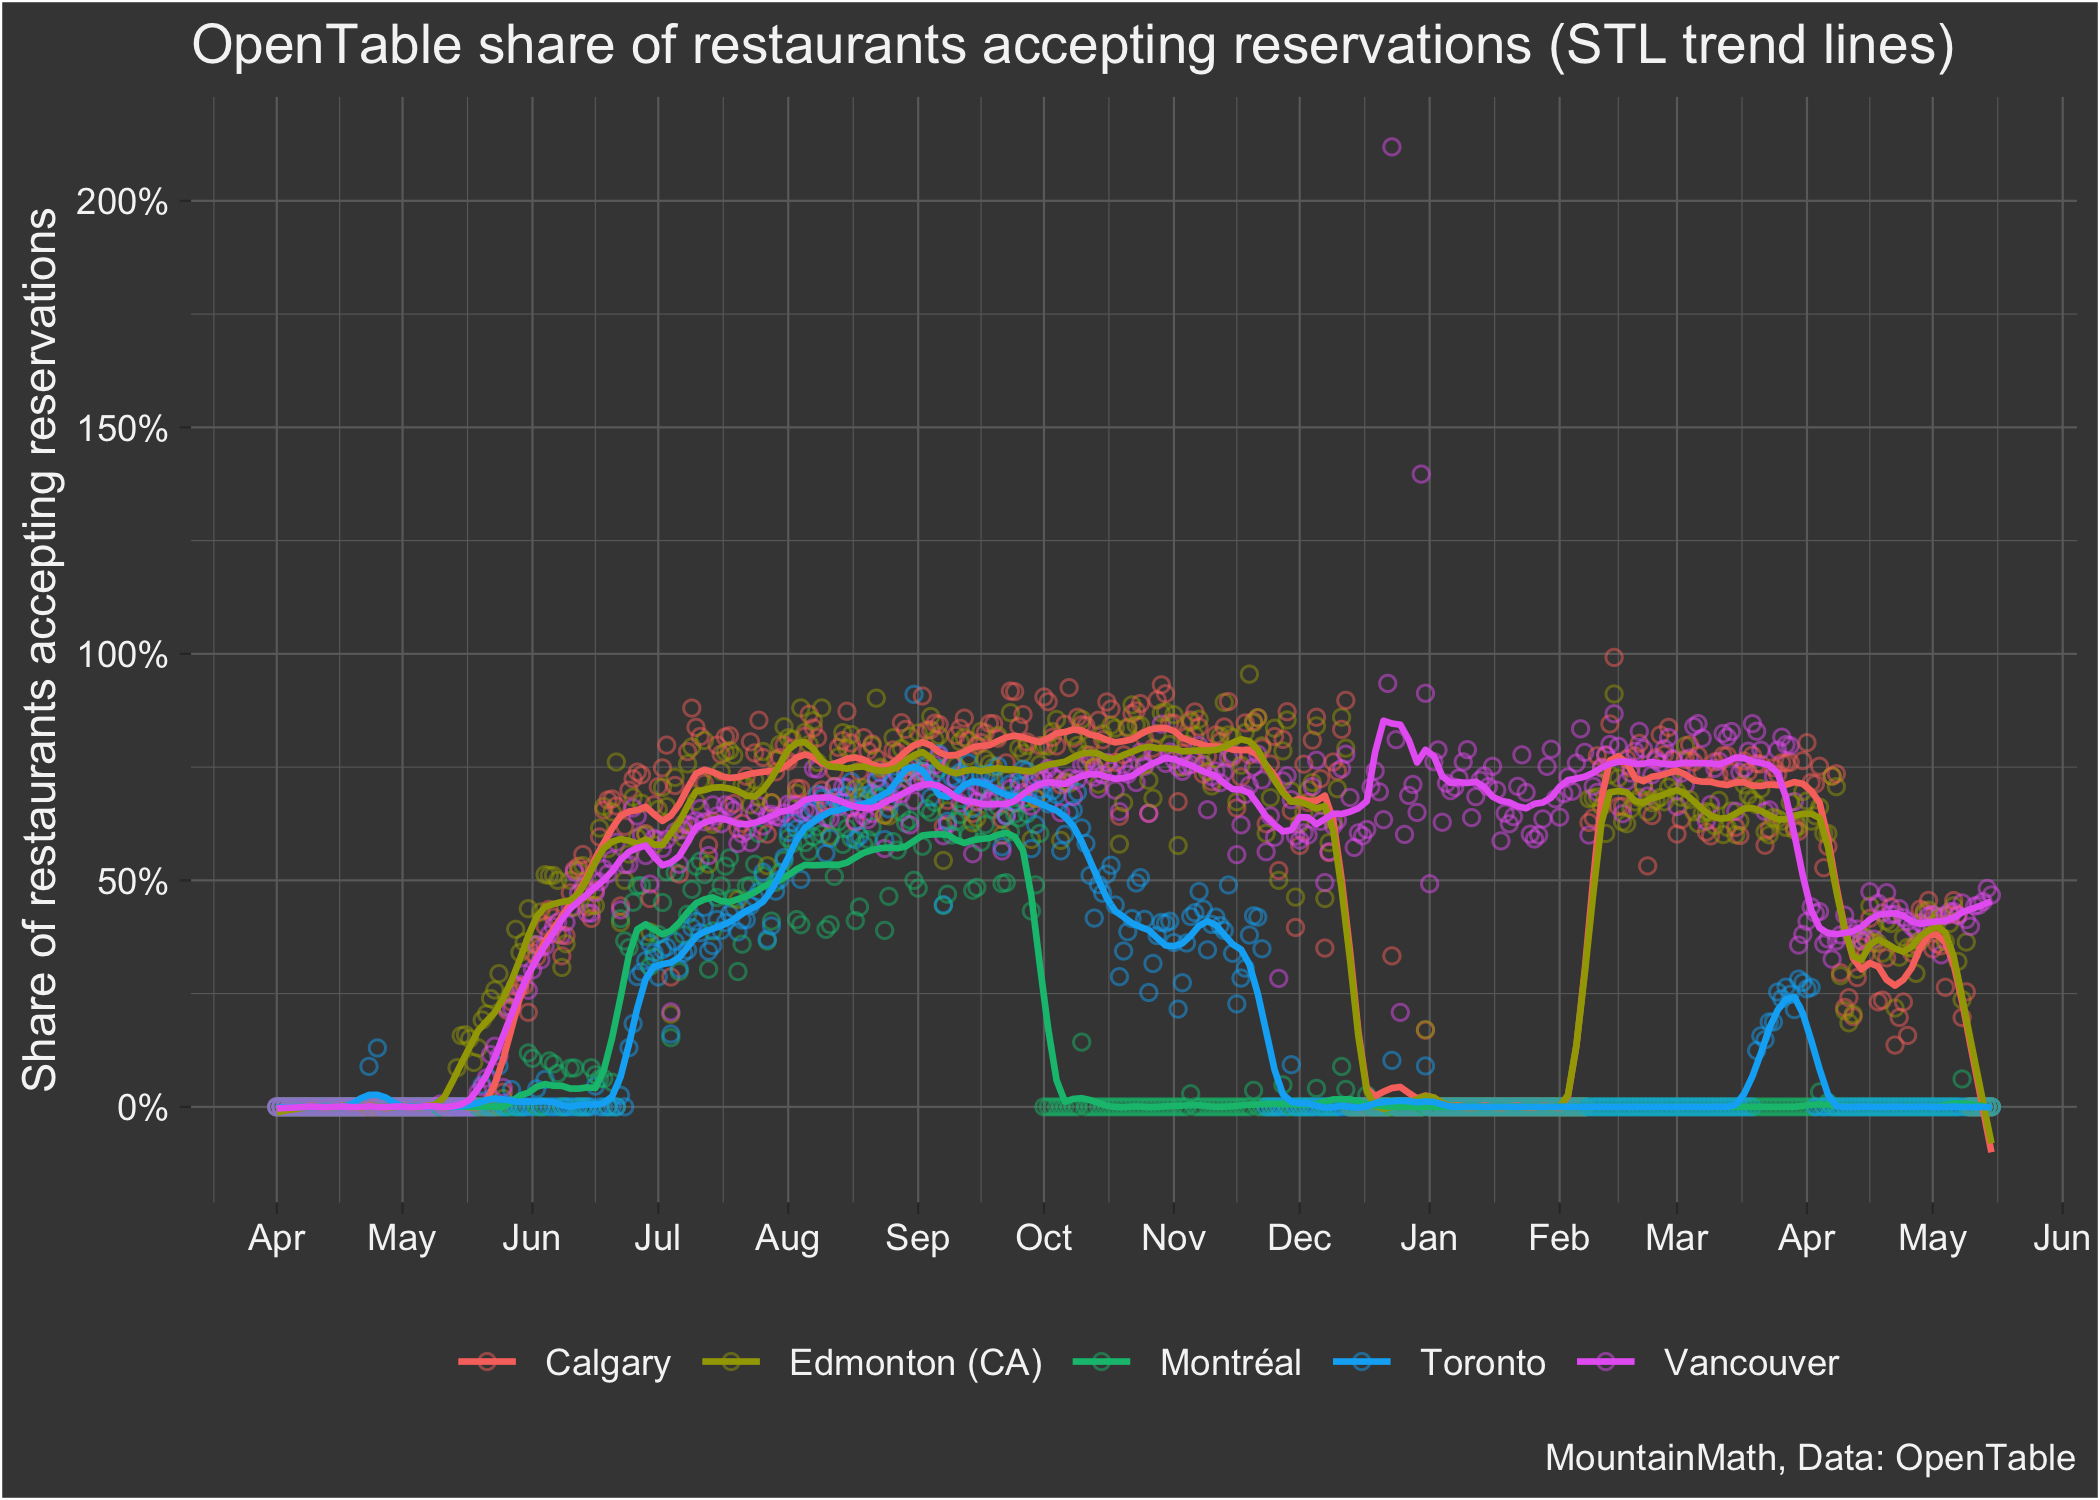 OpenTable share of restaurants accepting reservations (STL trend lines)
Share of restaurants accepting reservations
200%
150%
100%
50%
0%
Apr May Jun Jul Aug Sep Oct Nov Dec Jan Feb Mar Apr May Jun
Calgary Edmonton (CA) Montréal Toronto Vancouver
MountainMath, Data: OpenTable